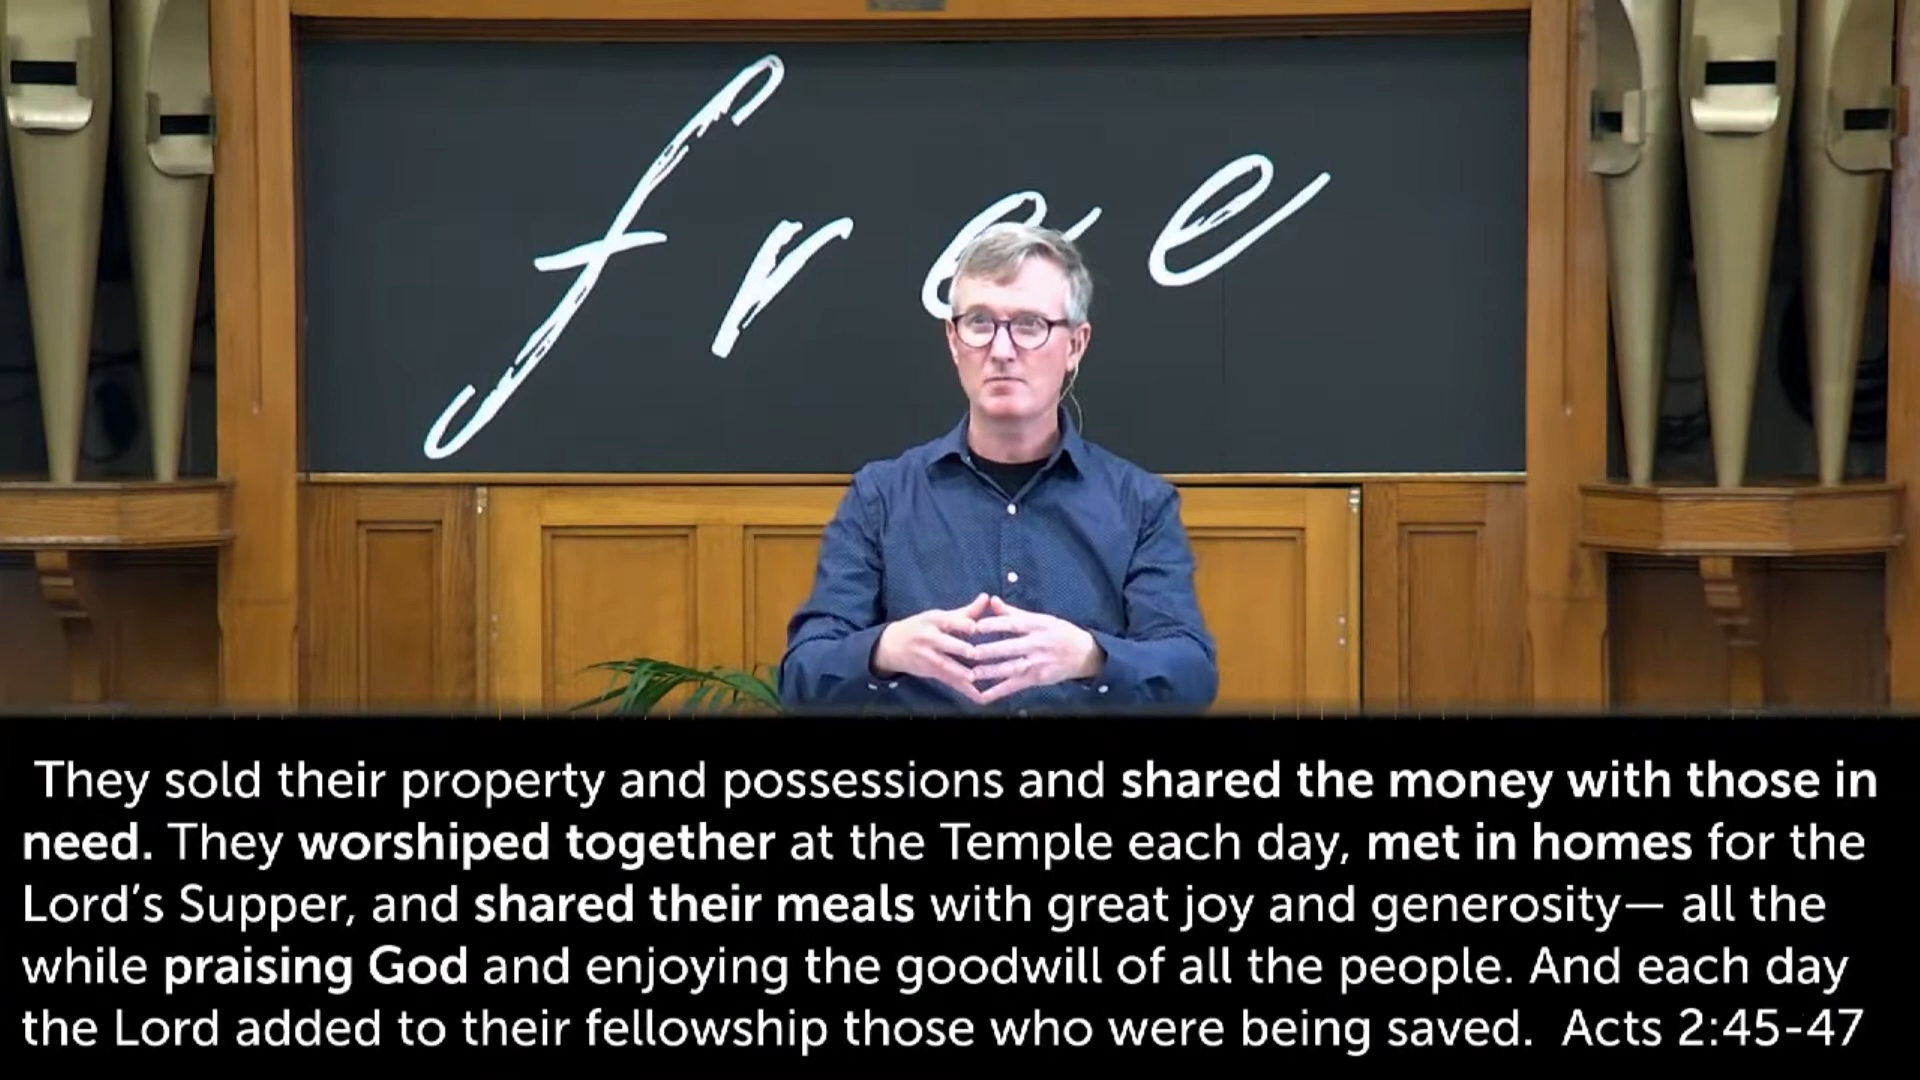 free
They sold their property and possessions and shared the money with those in
need. They worshiped together at the Temple each day, met in homes for the
Lord’s Supper, and shared their meals with great joy and generosity— all the
while praising God and enjoying the goodwill of all the people. And each day
the Lord added to their fellowship those who were being saved.  Acts 2:45-47